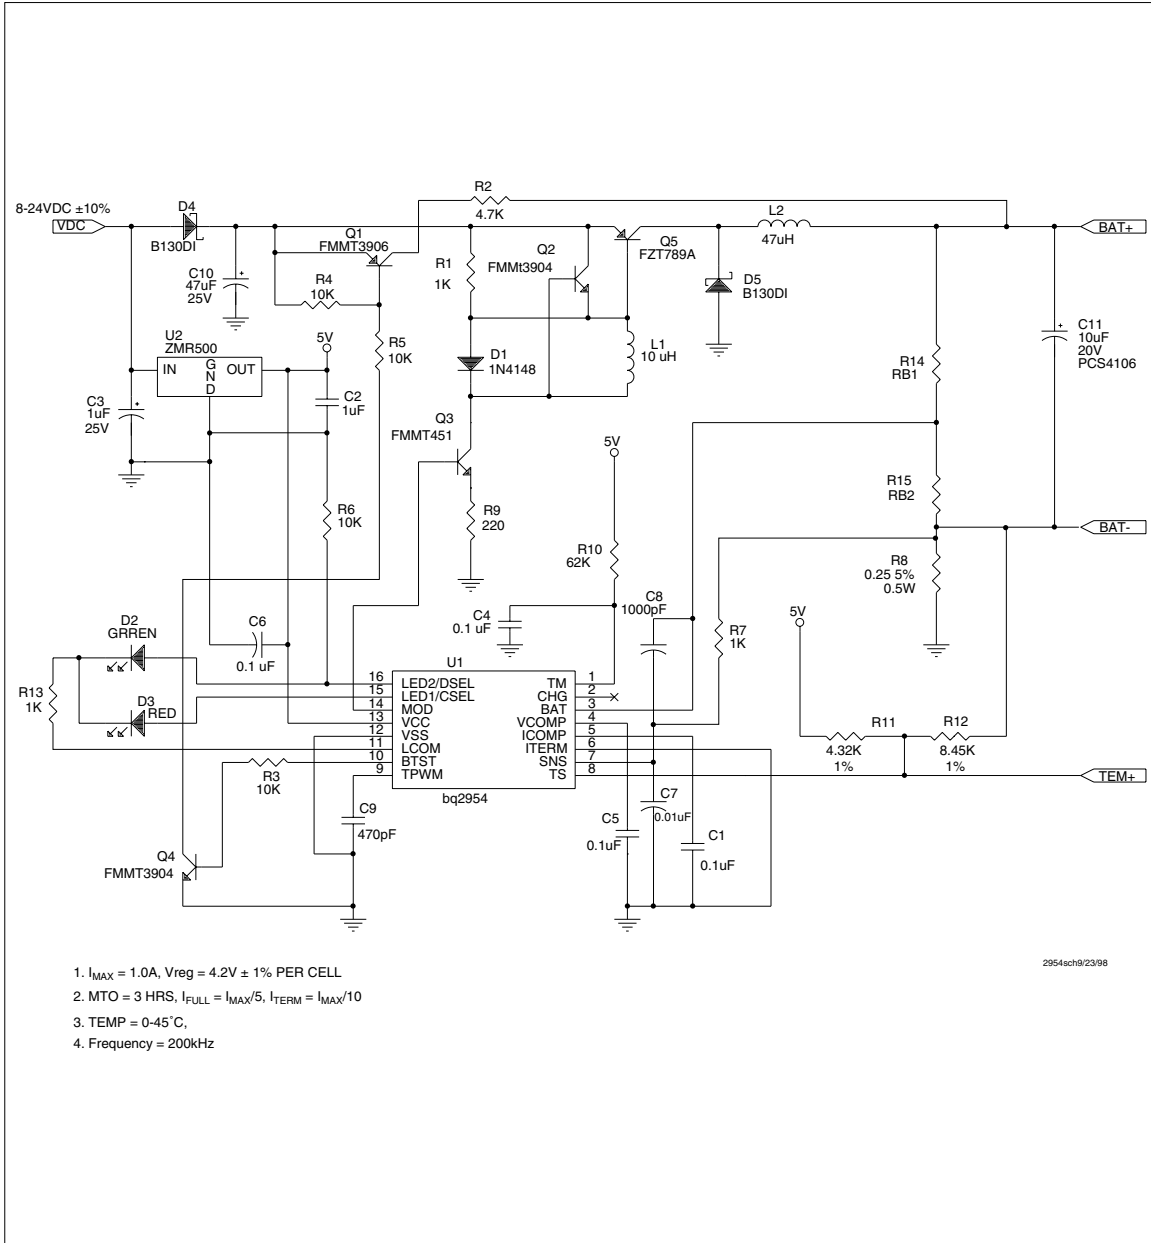 8-24VDC ±10%
VDC
D4
B130DI
C10
47uF
25V
Q1
FMMT3906
R2
4.7K
R4
10K
R5
10K
R1
1K
Q2
FMMt3904
Q5
FZT789A
L2
47uH
D5
B130DI
BAT+
U2
ZMR500
IN
GND
OUT
5V
C3
1uF
25V
C2
1uF
D1
1N4148
L1
10 uH
R14
RB1
C11
10uF
20V
PCS4106
Q3
FMMT451
R9
220
5V
R10
62K
R15
RB2
BAT-
R6
10K
R8
0.25 5%
0.5W
D2
GRREN
C6
0.1 uF
C4
0.1 uF
C8
1000pF
R7
1K
5V
R13
1K
D3
RED
U1
16 LED2/DSEL TM 1
15 LED1/CSEL CHG 2
14 MOD BAT 3
13 VCC VCOMP 4
12 VSS ICOMP 5
11 LCOM ITERM 6
10 BTST SNS 7
9 TPWM TS 8
bq2954
R11
4.32K
1%
R12
8.45K
1%
TEM+
R3
10K
C9
470pF
C7
0.01uF
C5
0.1uF
C1
0.1uF
Q4
FMMT3904
1. IMAX = 1.0A, Vreg = 4.2V ± 1% PER CELL
2. MTO = 3 HRS, IFULL = IMAX/5, ITERM = IMAX/10
3. TEMP = 0-45˚C,
4. Frequency = 200kHz
2954sch9/23/98